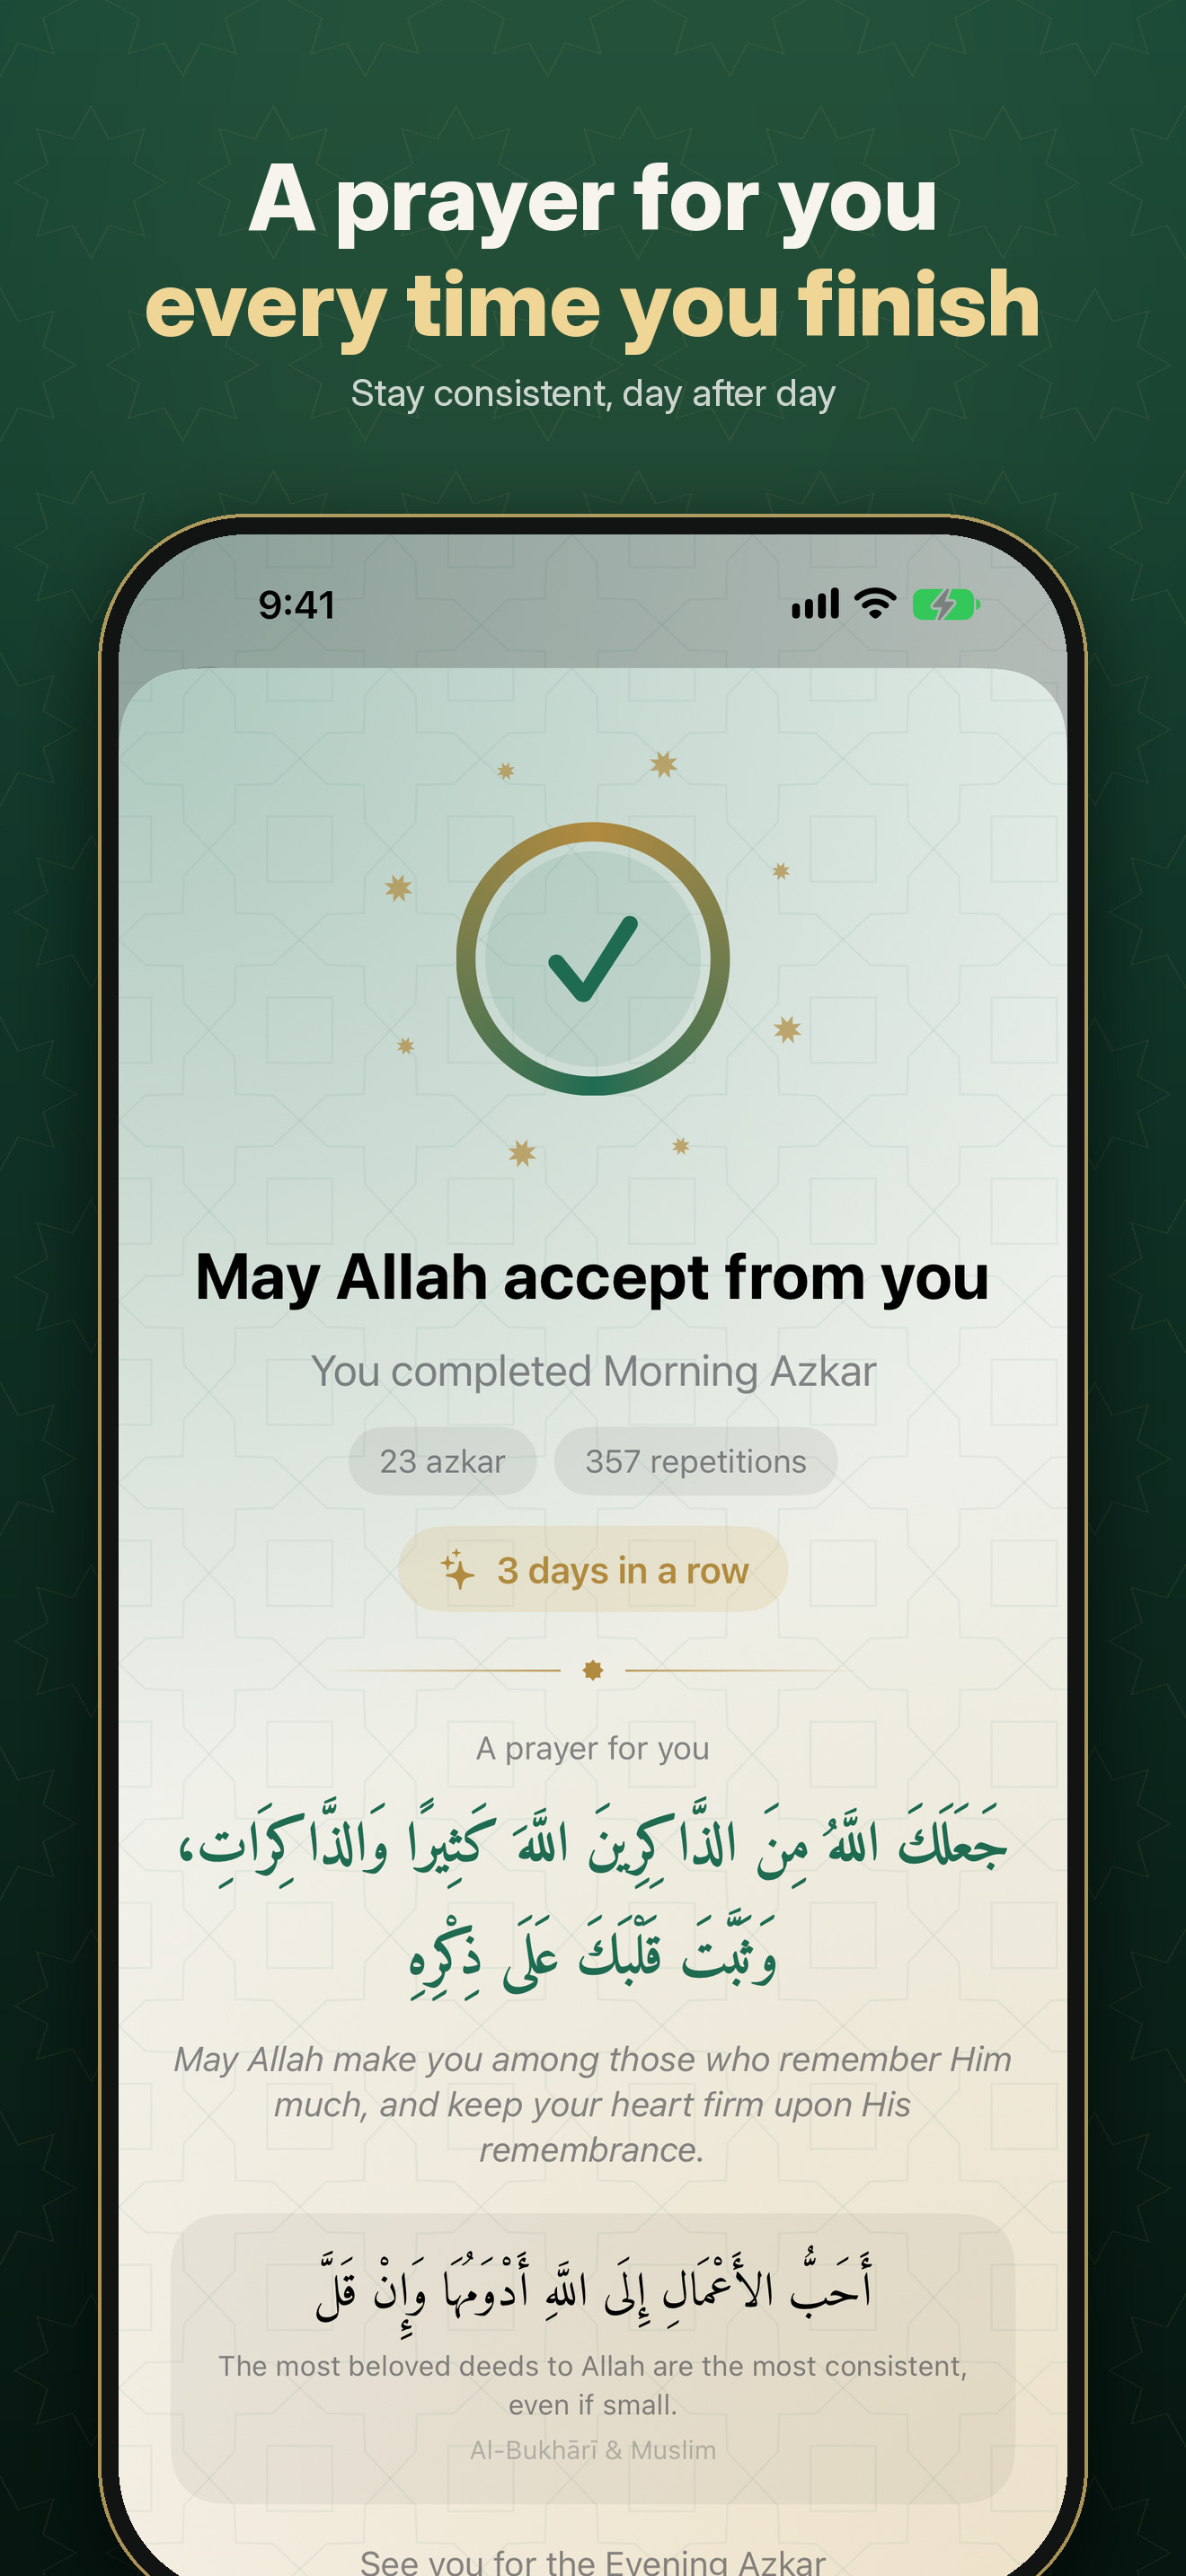 A prayer for you
every time you finish
Stay consistent, day after day
9:41
May Allah accept from you
You completed Morning Azkar
23 azkar
357 repetitions
3 days in a row
A prayer for you
جَعَلَكَ اللَّهُ مِنَ الذَّاكِرِينَ اللَّهَ كَثِيرًا وَالذَّاكِرَاتِ،
وَثَبَّتَ قَلْبَكَ عَلَى ذِكْرِهِ
May Allah make you among those who remember Him
much, and keep your heart firm upon His
remembrance.
أَحَبُّ الأَعْمَالِ إِلَى اللَّهِ أَدْوَمُهَا وَإِنْ قَلَّ
The most beloved deeds to Allah are the most consistent,
even if small.
Al-Bukhārī & Muslim
See you for the Evening Azkar